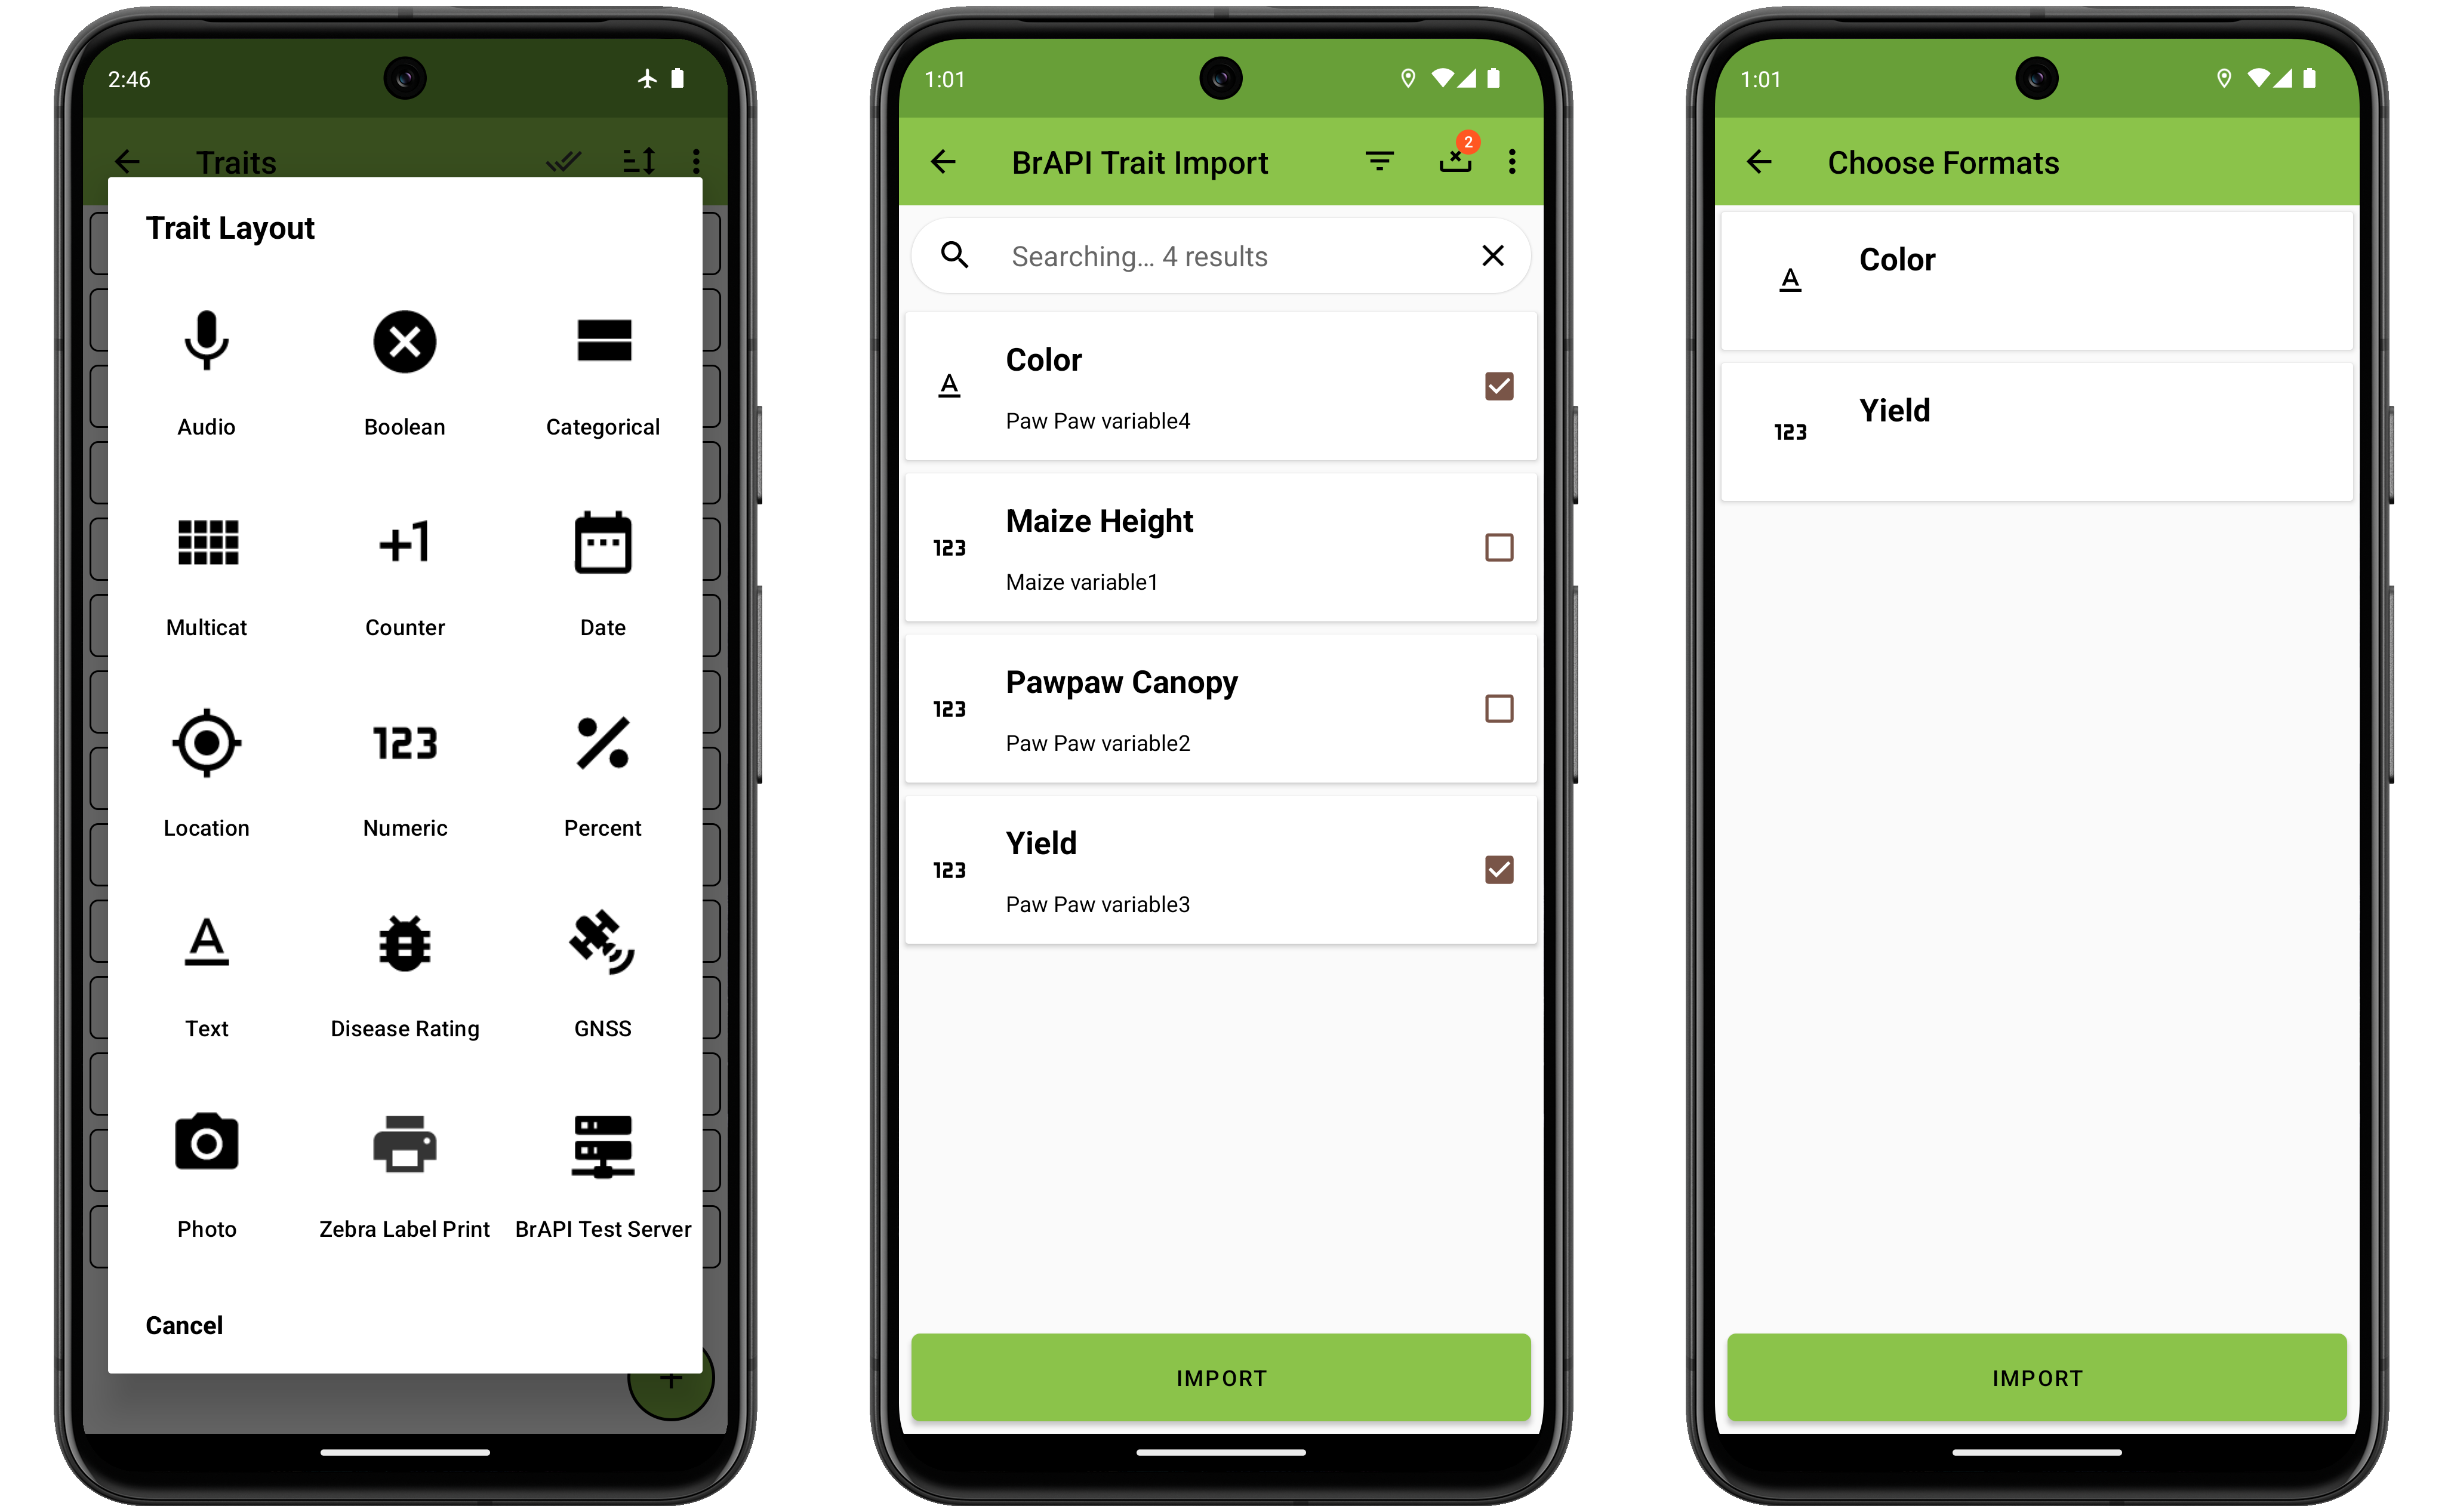 2:46
Traits
Trait Layout
Audio
Boolean
Categorical
Multicat
+1
Counter
Date
Location
123
Numeric
Percent
A
Text
Disease Rating
GNSS
Photo
Zebra Label Print
BrAPI Test Server
Cancel
+
1:01
BrAPI Trait Import
2
Searching... 4 results
A
Color
Paw Paw variable4
123
Maize Height
Maize variable1
123
Pawpaw Canopy
Paw Paw variable2
123
Yield
Paw Paw variable3
IMPORT
1:01
Choose Formats
A
Color
123
Yield
IMPORT